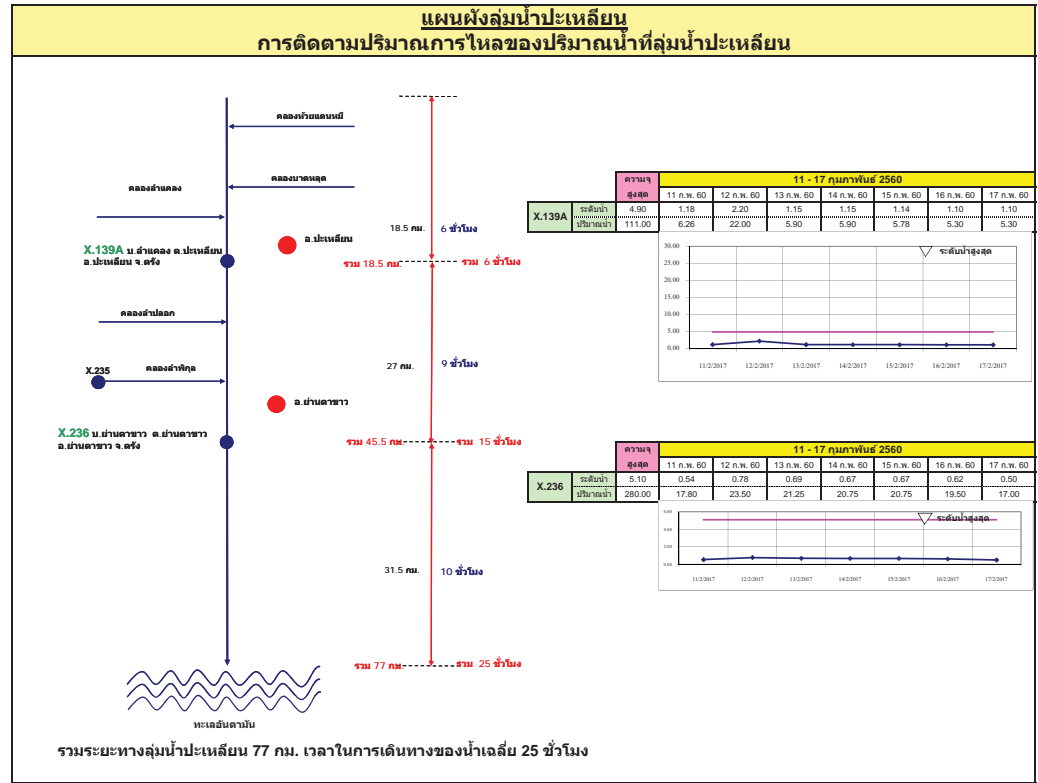 แผนผังลุ่มน้ำปะเหลียน
การติดตามปริมาณการไหลของปริมาณน้ำที่ลุ่มน้ำปะเหลียน
คลองห้วยแดนหมี
คลองบาตหลุด
คลองลำแคลง
18.5 กม. 6 ชั่วโมง
อ.ปะเหลียน
X.139A บ.ลำแคลง ต.ปะเหลียน
อ.ปะเหลียน จ.ตรัง
รวม 18.5 กม. รวม 6 ชั่วโมง
คลองลำปลอก
27 กม. 9 ชั่วโมง
X.235 คลองลำพิกุล
อ.ย่านตาขาว
X.236 บ.ย่านตาขาว ต.ย่านตาขาว
อ.ย่านตาขาว จ.ตรัง
รวม 45.5 กม. รวม 15 ชั่วโมง
31.5 กม. 10 ชั่วโมง
รวม 77 กม. รวม 25 ชั่วโมง
ทะเลอันดามัน
รวมระยะทางลุ่มน้ำปะเหลียน 77 กม. เวลาในการเดินทางของน้ำเฉลี่ย 25 ชั่วโมง
ความจุ 11 - 17 กุมภาพันธ์ 2560
สูงสุด 11 ก.พ. 60 12 ก.พ. 60 13 ก.พ. 60 14 ก.พ. 60 15 ก.พ. 60 16 ก.พ. 60 17 ก.พ. 60
X.139A
ระดับน้ำ 4.90 1.18 2.20 1.15 1.15 1.14 1.10 1.10
ปริมาณน้ำ 111.00 6.26 22.00 5.90 5.90 5.78 5.30 5.30
ระดับน้ำสูงสุด
30.00
25.00
20.00
15.00
10.00
5.00
0.00
11/2/2017 12/2/2017 13/2/2017 14/2/2017 15/2/2017 16/2/2017 17/2/2017
ความจุ 11 - 17 กุมภาพันธ์ 2560
สูงสุด 11 ก.พ. 60 12 ก.พ. 60 13 ก.พ. 60 14 ก.พ. 60 15 ก.พ. 60 16 ก.พ. 60 17 ก.พ. 60
X.236
ระดับน้ำ 5.10 0.54 0.78 0.69 0.67 0.67 0.62 0.50
ปริมาณน้ำ 280.00 17.80 23.50 21.25 20.75 20.75 19.50 17.00
ระดับน้ำสูงสุด
6.00
4.00
2.00
0.00
11/2/2017 12/2/2017 13/2/2017 14/2/2017 15/2/2017 16/2/2017 17/2/2017